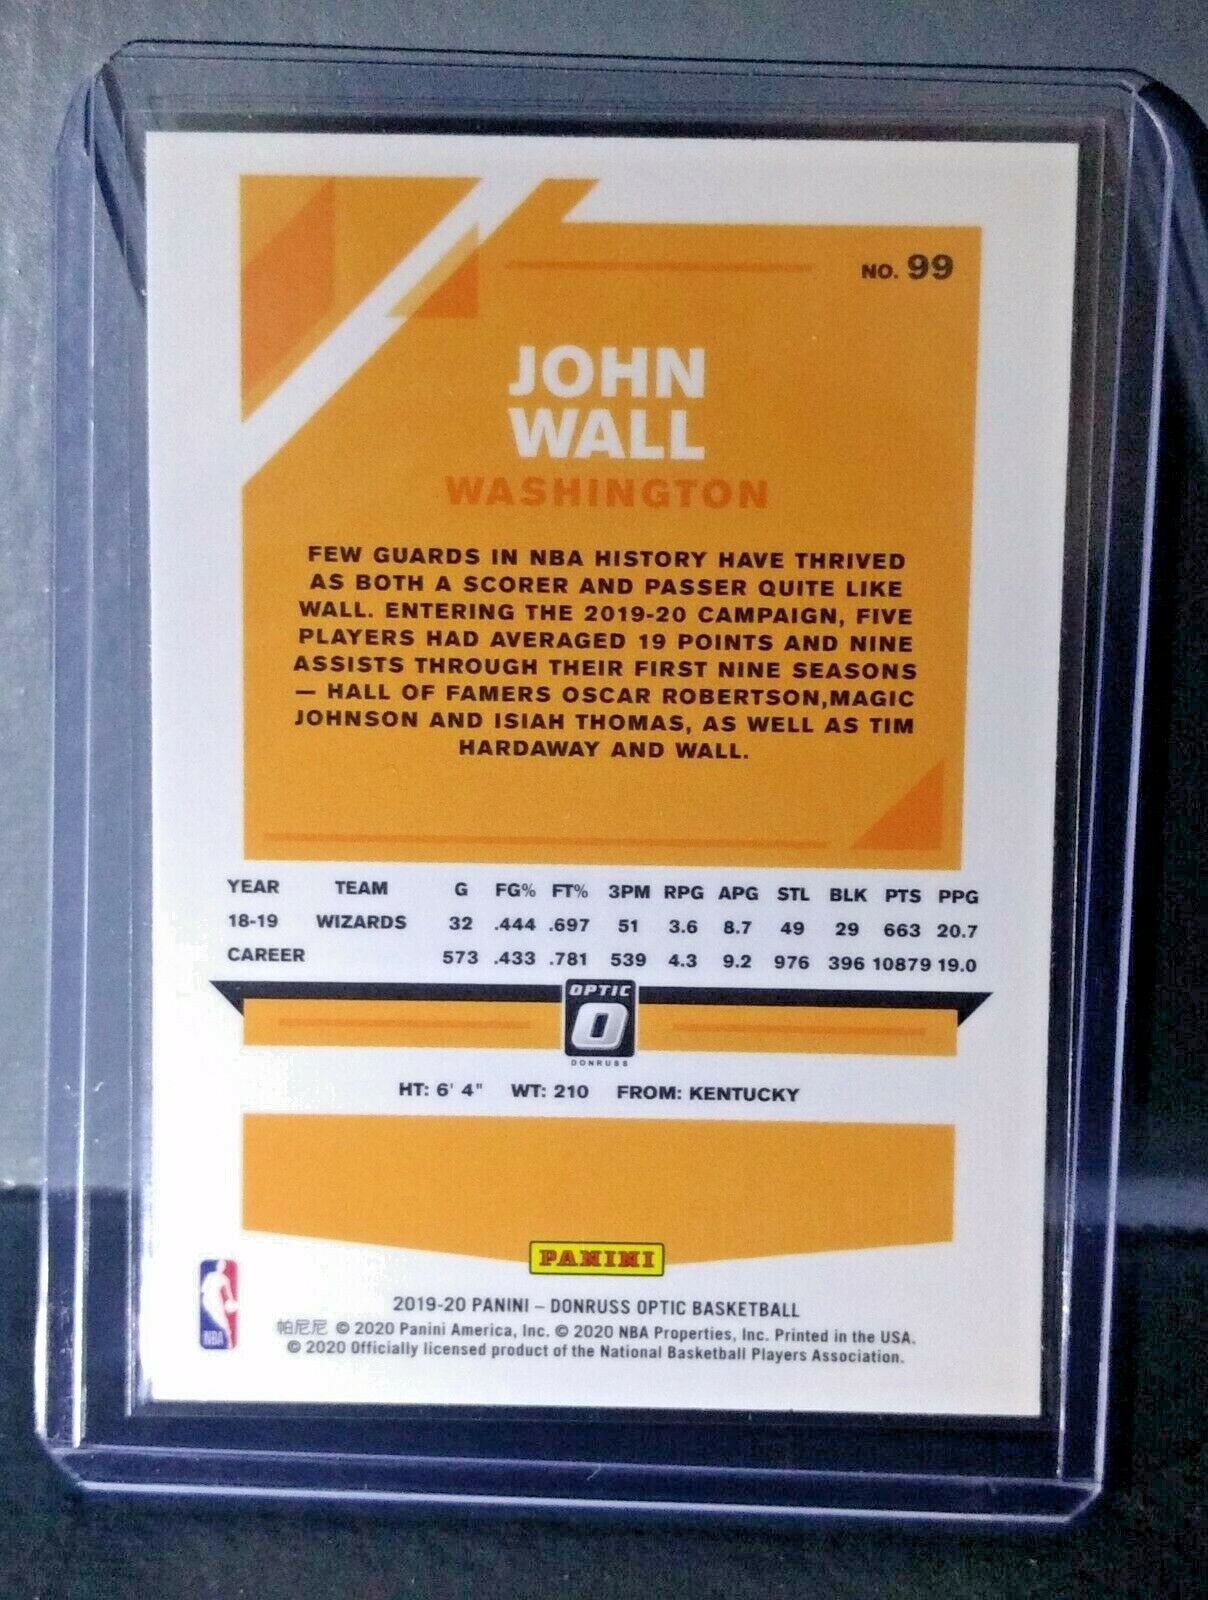 NO. 99
JOHN
WALL
WASHINGTON
FEW GUARDS IN NBA HISTORY HAVE THRIVED
AS BOTH A SCORER AND PASSER QUITE LIKE
WALL. ENTERING THE 2019-20 CAMPAIGN, FIVE
PLAYERS HAD AVERAGED 19 POINTS AND NINE
ASSISTS THROUGH THEIR FIRST NINE SEASONS
— HALL OF FAMERS OSCAR ROBERTSON,MAGIC
JOHNSON AND ISIAH THOMAS, AS WELL AS TIM
HARDAWAY AND WALL.
YEAR TEAM G FG% FT% 3PM RPG APG STL BLK PTS PPG
18-19 WIZARDS 32 .444 .697 51 3.6 8.7 49 29 663 20.7
CAREER 573 .433 .781 539 4.3 9.2 976 396 10879 19.0
OPTIC
O
DONRUSS
HT: 6' 4" WT: 210 FROM: KENTUCKY
PANINI
NBA
2019-20 PANINI – DONRUSS OPTIC BASKETBALL
帕尼尼 © 2020 Panini America, Inc. © 2020 NBA Properties, Inc. Printed in the USA.
© 2020 Officially licensed product of the National Basketball Players Association.